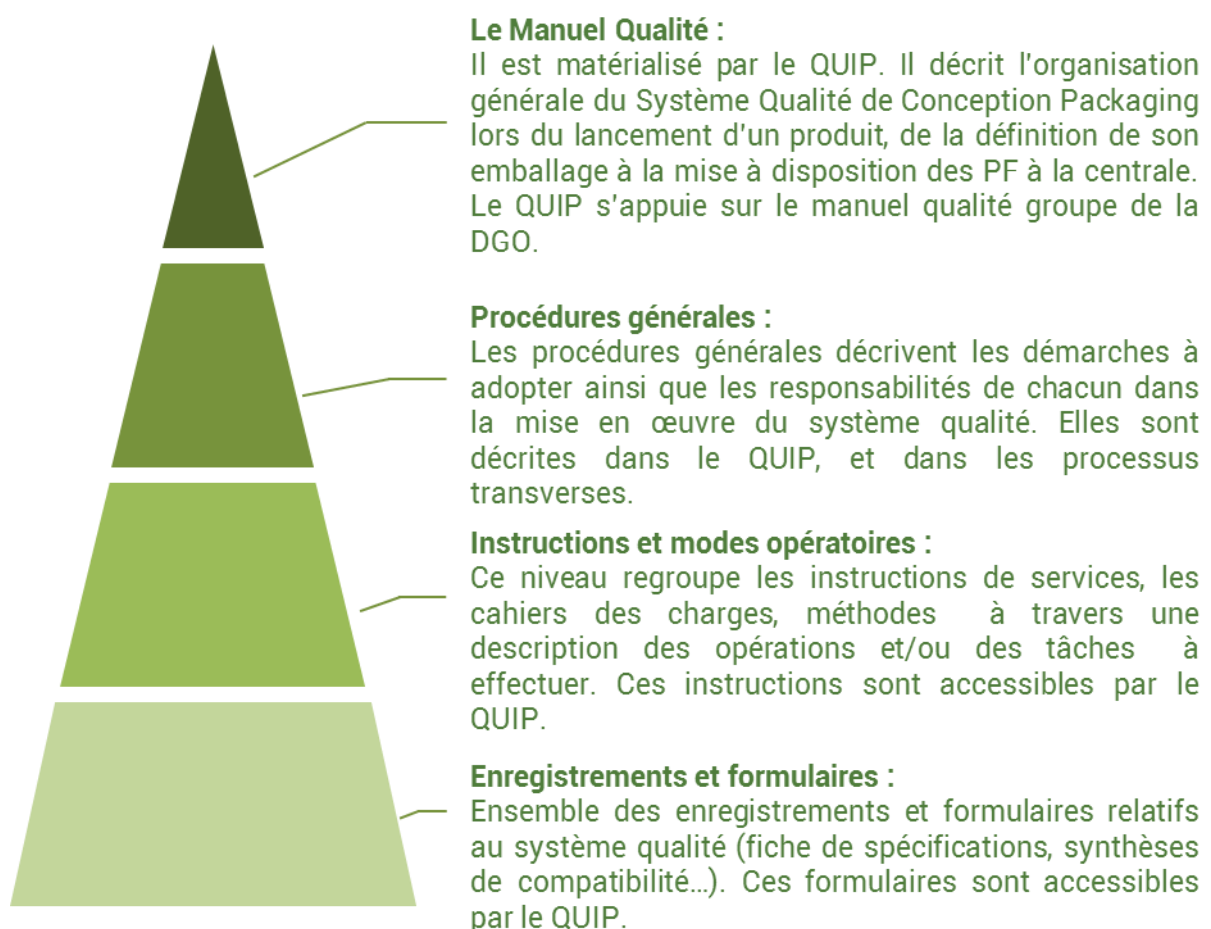 Le Manuel Qualité :
Il est matérialisé par le QUIP. Il décrit l'organisation
générale du Système Qualité de Conception Packaging
lors du lancement d'un produit, de la définition de son
emballage à la mise à disposition des PF à la centrale.
Le QUIP s'appuie sur le manuel qualité groupe de la
DGO.
Procédures générales :
Les procédures générales décrivent les démarches à
adopter ainsi que les responsabilités de chacun dans
la mise en œuvre du système qualité. Elles sont
décrites dans le QUIP, et dans les processus
transverses.
Instructions et modes opératoires :
Ce niveau regroupe les instructions de services, les
cahiers des charges, méthodes à travers une
description des opérations et/ou des tâches à
effectuer. Ces instructions sont accessibles par le
QUIP.
Enregistrements et formulaires :
Ensemble des enregistrements et formulaires relatifs
au système qualité (fiche de spécifications, synthèses
de compatibilité…). Ces formulaires sont accessibles
par le QUIP.